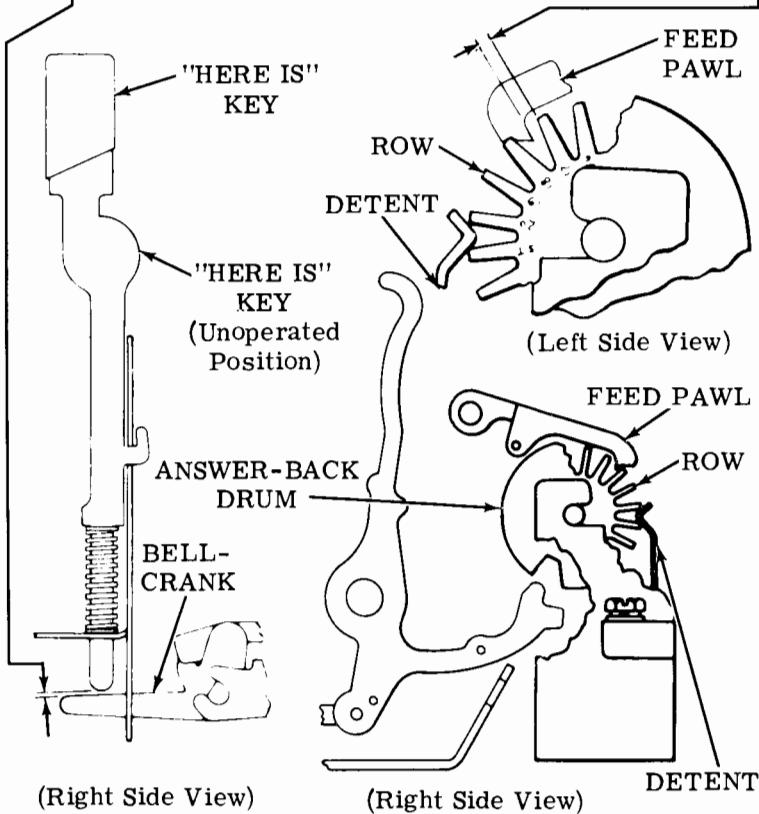 "HERE IS"
KEY
FEED
PAWL
ROW
DETENT
"HERE IS"
KEY
(Unoperated
Position)
(Left Side View)
FEED PAWL
ROW
ANSWER-BACK
DRUM
BELL-
CRANK
DETENT
(Right Side View)
(Right Side View)